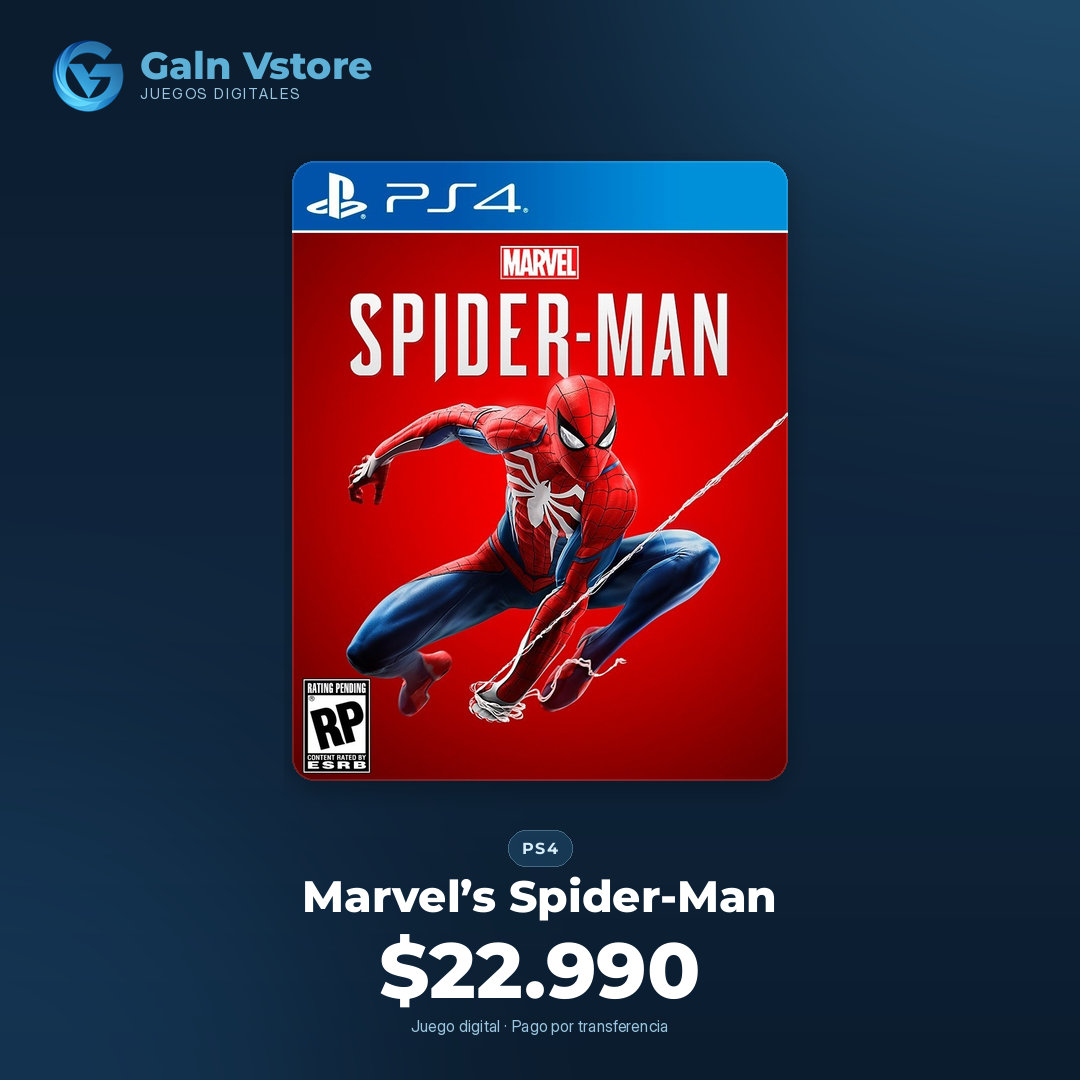 GaIn Vstore
JUEGOS DIGITALES
PS4
MARVEL
SPIDER-MAN
RATING PENDING
RP
CONTENT RATED BY
ESRB
PS4
Marvel’s Spider-Man
$22.990
Juego digital · Pago por transferencia